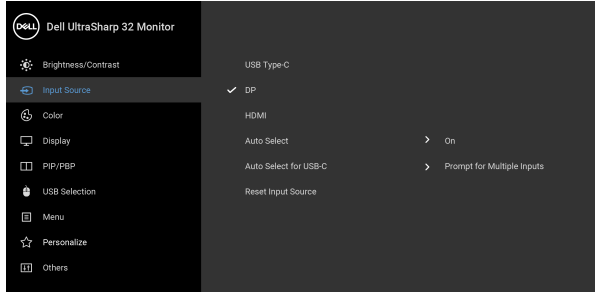 DELL Dell UltraSharp 32 Monitor
Brightness/Contrast USB Type-C
Input Source DP
Color HDMI
Display Auto Select On
PIP/PBP Auto Select for USB-C Prompt for Multiple Inputs
USB Selection Reset Input Source
Menu
Personalize
Others